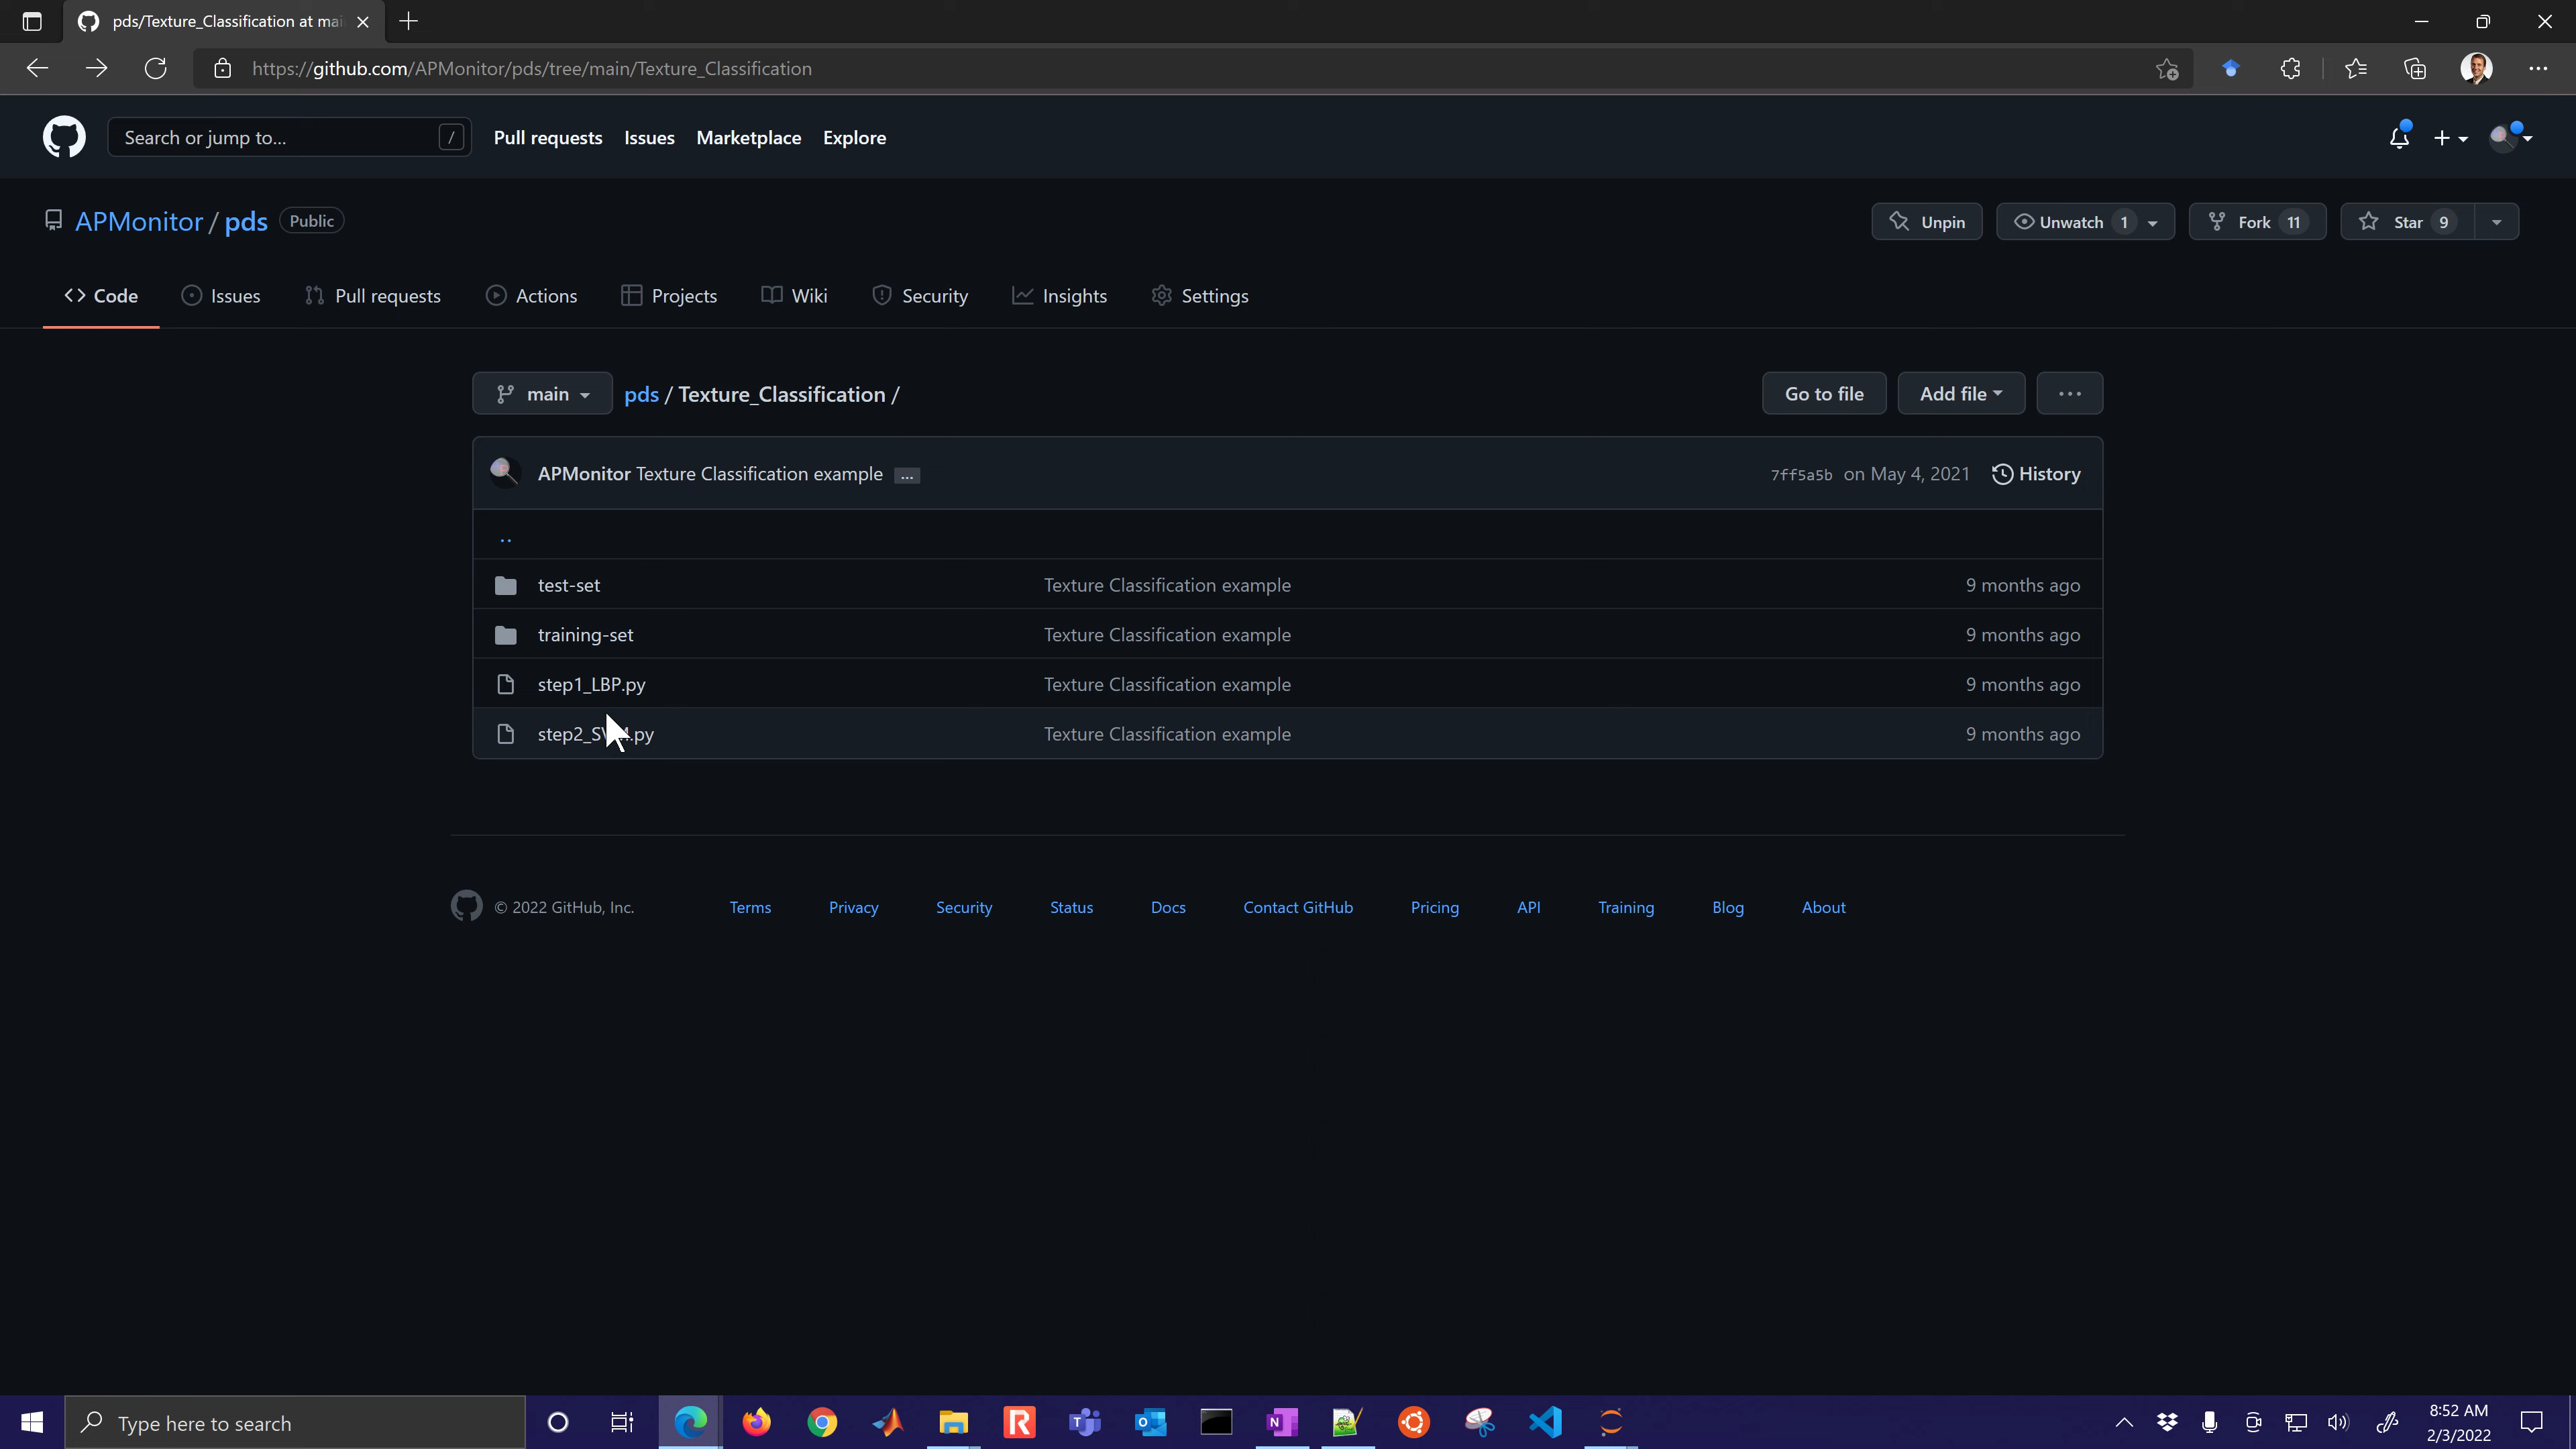 pds/Texture_Classification at mai
https://github.com/APMonitor/pds/tree/main/Texture_Classification
Search or jump to... /
Pull requests Issues Marketplace Explore
APMonitor / pds Public
Unpin Unwatch 1 Fork 11 Star 9
Code Issues Pull requests Actions Projects Wiki Security Insights Settings
main pds / Texture_Classification / Go to file Add file ...
APMonitor Texture Classification example ... 7ff5a5b on May 4, 2021 History
..
test-set Texture Classification example 9 months ago
training-set Texture Classification example 9 months ago
step1_LBP.py Texture Classification example 9 months ago
Texture Classification example 9 months ago
© 2022 GitHub, Inc. Terms Privacy Security Status Docs Contact GitHub Pricing API Training Blog About
Type here to search
8:52 AM
2/3/2022